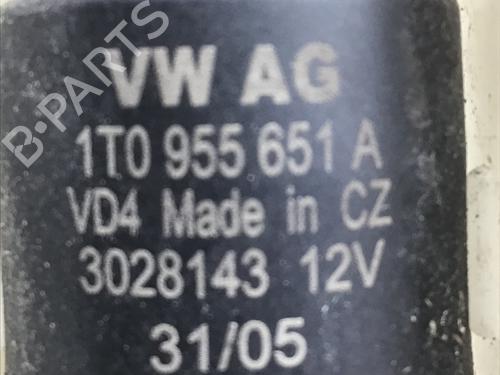 VW AG
1T0 955 651 A
VD4 Made in CZ
3028143 12V
31/05
B-PARTS